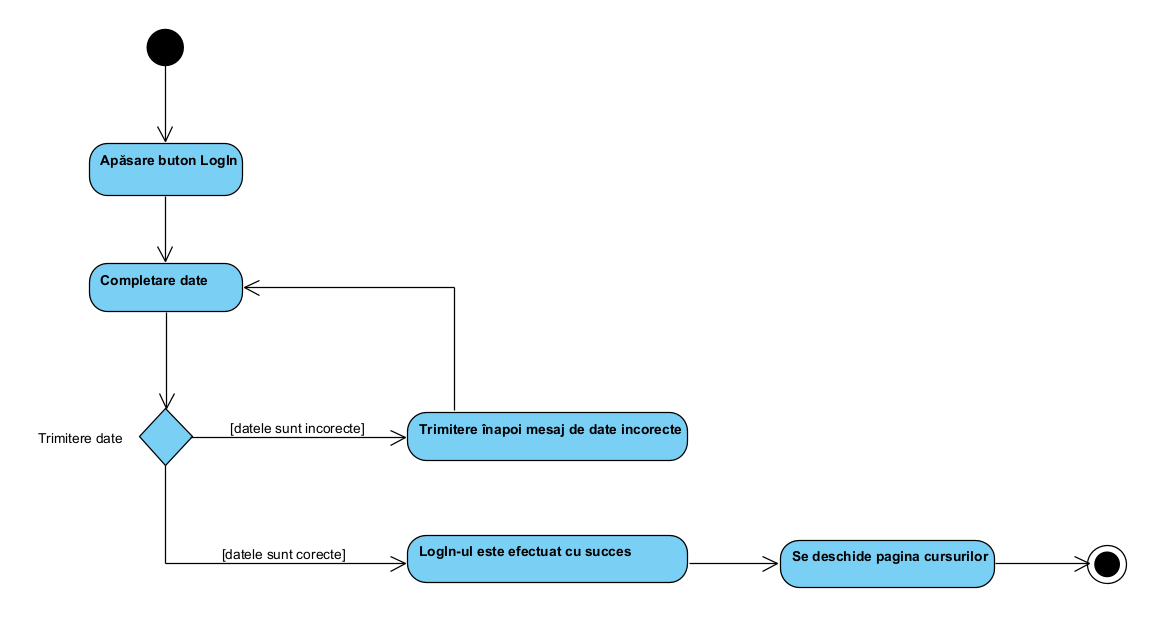 Apăsare buton LogIn
Completare date
Trimitere date
[datele sunt incorecte]
Trimitere înapoi mesaj de date incorecte
[datele sunt corecte]
LogIn-ul este efectuat cu succes
Se deschide pagina cursurilor